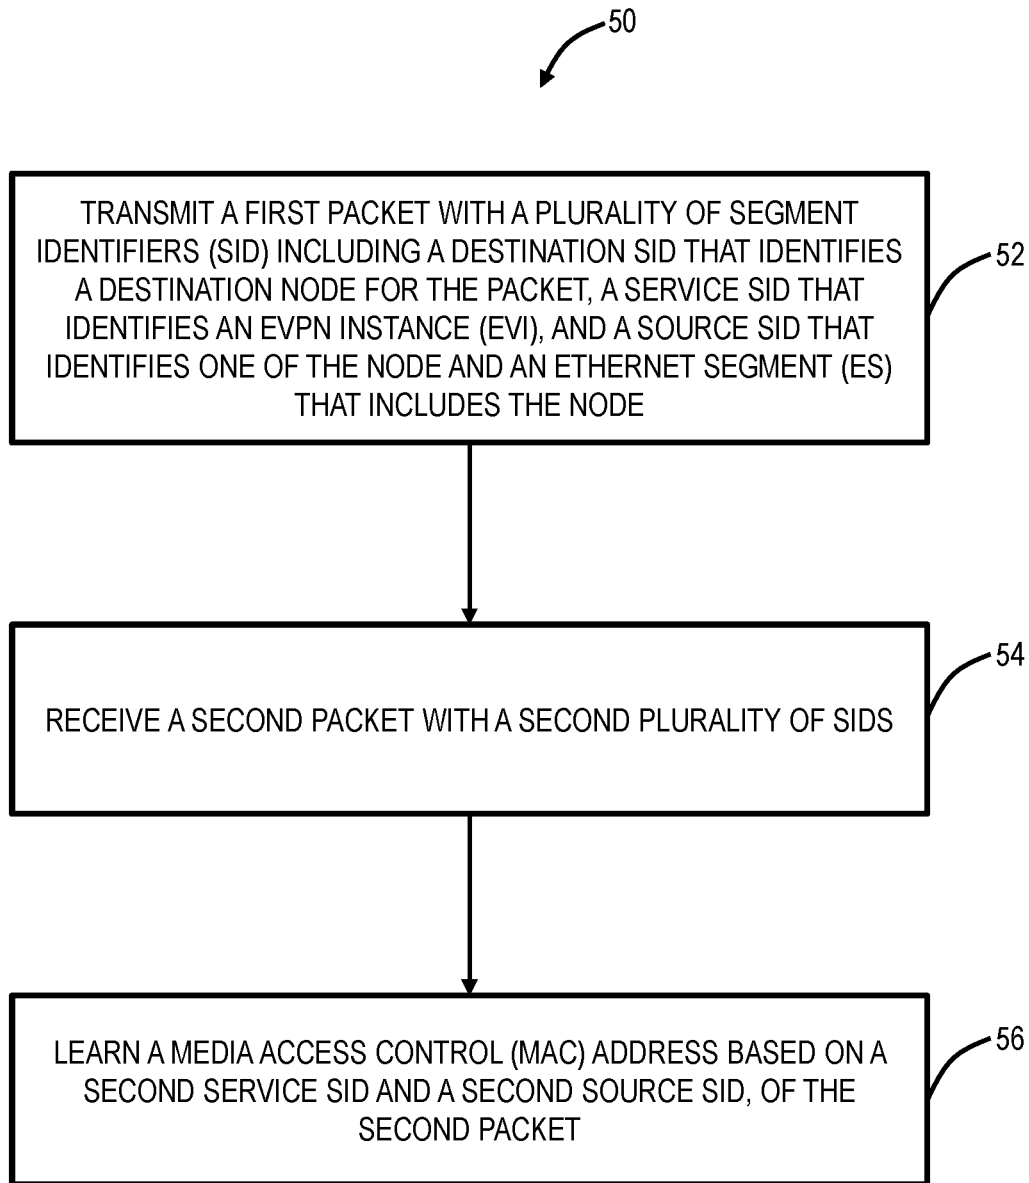 50
TRANSMIT A FIRST PACKET WITH A PLURALITY OF SEGMENT
IDENTIFIERS (SID) INCLUDING A DESTINATION SID THAT IDENTIFIES
A DESTINATION NODE FOR THE PACKET, A SERVICE SID THAT
IDENTIFIES AN EVPN INSTANCE (EVI), AND A SOURCE SID THAT
IDENTIFIES ONE OF THE NODE AND AN ETHERNET SEGMENT (ES)
THAT INCLUDES THE NODE
52
RECEIVE A SECOND PACKET WITH A SECOND PLURALITY OF SIDS
54
LEARN A MEDIA ACCESS CONTROL (MAC) ADDRESS BASED ON A
SECOND SERVICE SID AND A SECOND SOURCE SID, OF THE
SECOND PACKET
56